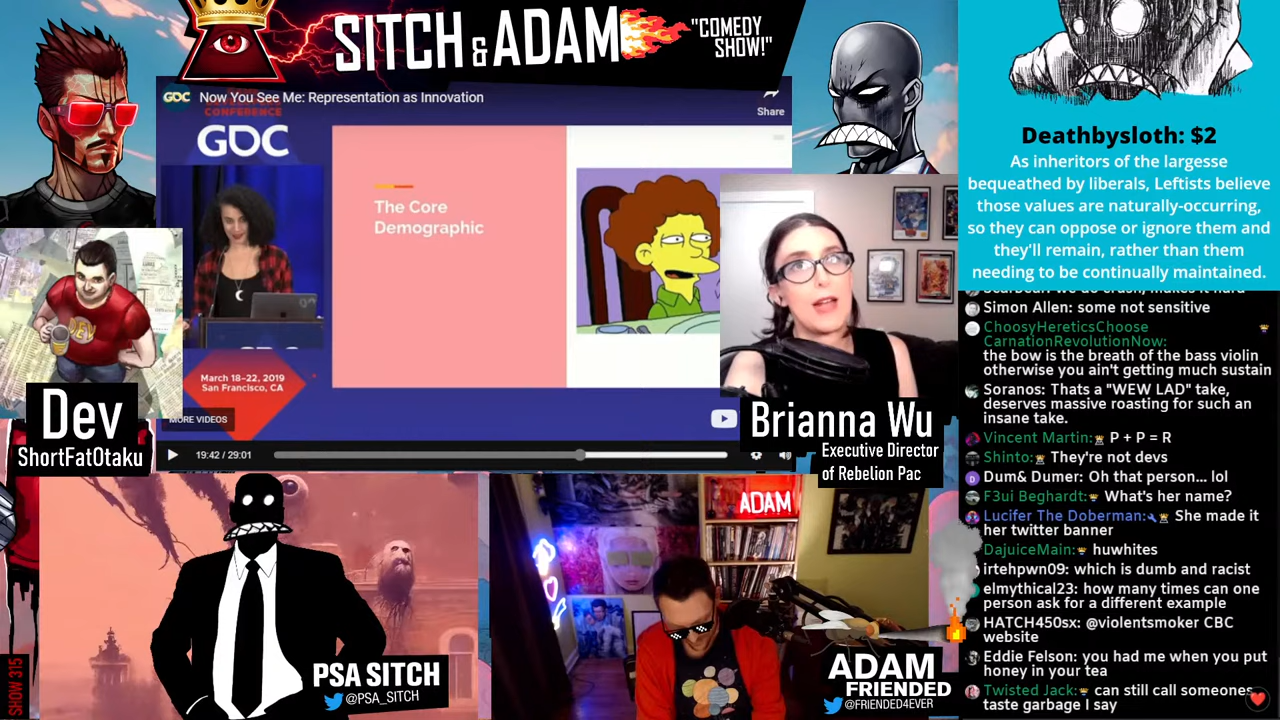 SITCH & ADAM
"COMEDY
SHOW!"
GDC
Now You See Me: Representation as Innovation
Share
CONFERENCE
GDC
The Core
Demographic
March 18-22, 2019
San Francisco, CA
MORE VIDEOS
19:42 / 29:01
DEV
Dev
ShortFatOtaku
Brianna Wu
Executive Director
of Rebelion Pac
SHOW 315
PSA SITCH
@PSA_SITCH
ADAM
ADAM
FRIENDED
@FRIENDED4EVER
Deathbysloth: $2
As inheritors of the largesse
bequeathed by liberals, Leftists believe
those values are naturally-occurring,
so they can oppose or ignore them and
they'll remain, rather than them
needing to be continually maintained.
Simon Allen: some not sensitive
ChoosyHereticsChoose
CarnationRevolutionNow:
the bow is the breath of the bass violin
otherwise you ain't getting much sustain
Soranos: Thats a "WEW LAD" take,
deserves massive roasting for such an
insane take.
Vincent Martin: P + P = R
Shinto: They're not devs
D Dum& Dumer: Oh that person... lol
F3ui Beghardt: What's her name?
Lucifer The Doberman: She made it
her twitter banner
DajuiceMain: huwhites
irtehpwn09: which is dumb and racist
elmythical23: how many times can one
person ask for a different example
HATCH450sx: @violentsmoker CBC
website
Eddie Felson: you had me when you put
honey in your tea
Twisted Jack: can still call someones
taste garbage I say